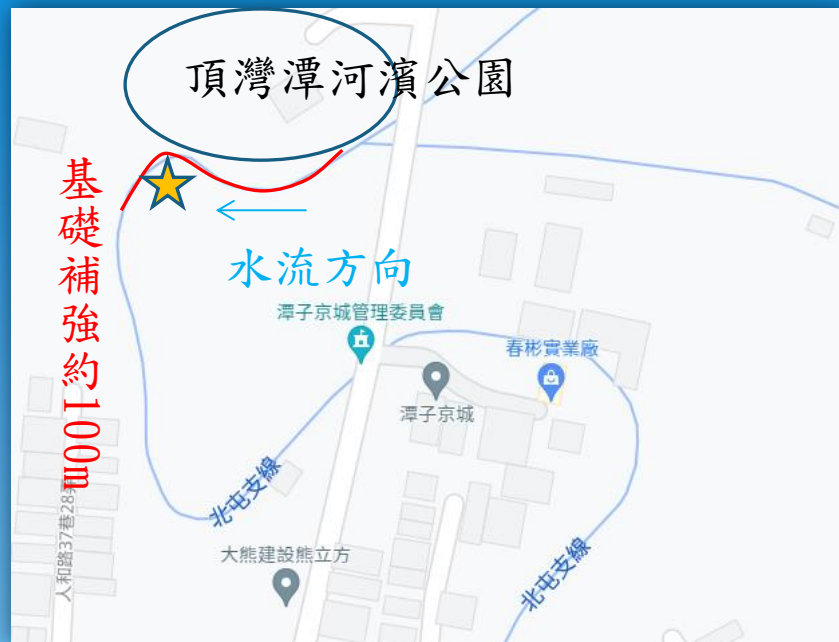 頂灣潭河濱公園
基礎補強約100m
水流方向
潭子京城管理委員會
春彬實業廠
潭子京城
北屯支線
人和路37巷28弄
大熊建設熊立方
北屯支線